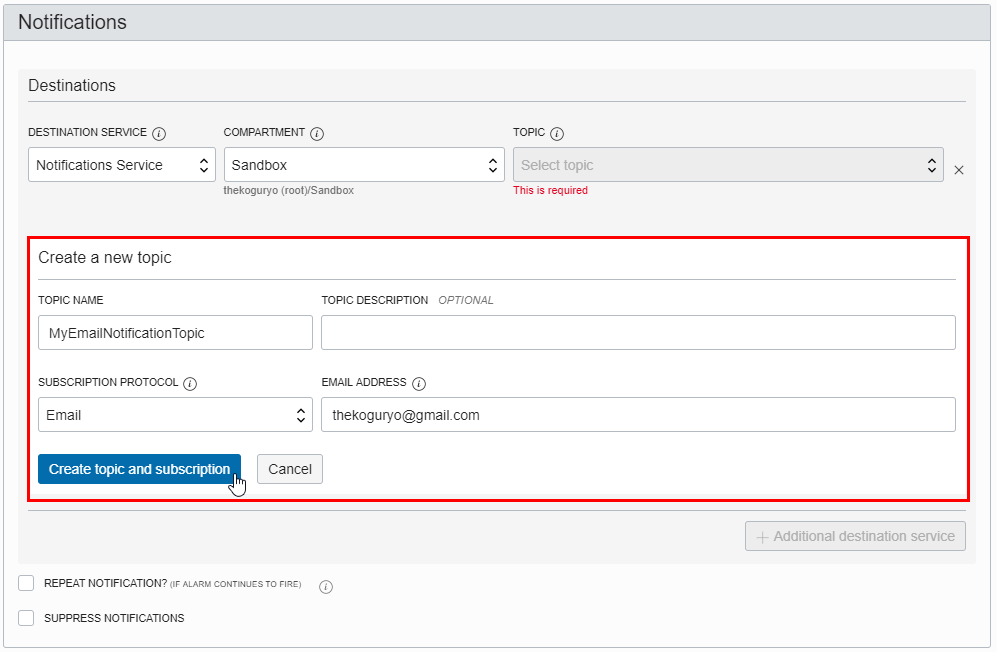 Notifications
Destinations
DESTINATION SERVICE
COMPARTMENT
TOPIC
Notifications Service
Sandbox
Select topic
thekoguryo (root)/Sandbox
This is required
Create a new topic
TOPIC NAME
TOPIC DESCRIPTION OPTIONAL
MyEmailNotificationTopic
SUBSCRIPTION PROTOCOL
EMAIL ADDRESS
Email
thekoguryo@gmail.com
Create topic and subscription
Cancel
+ Additional destination service
REPEAT NOTIFICATION? (IF ALARM CONTINUES TO FIRE)
SUPPRESS NOTIFICATIONS